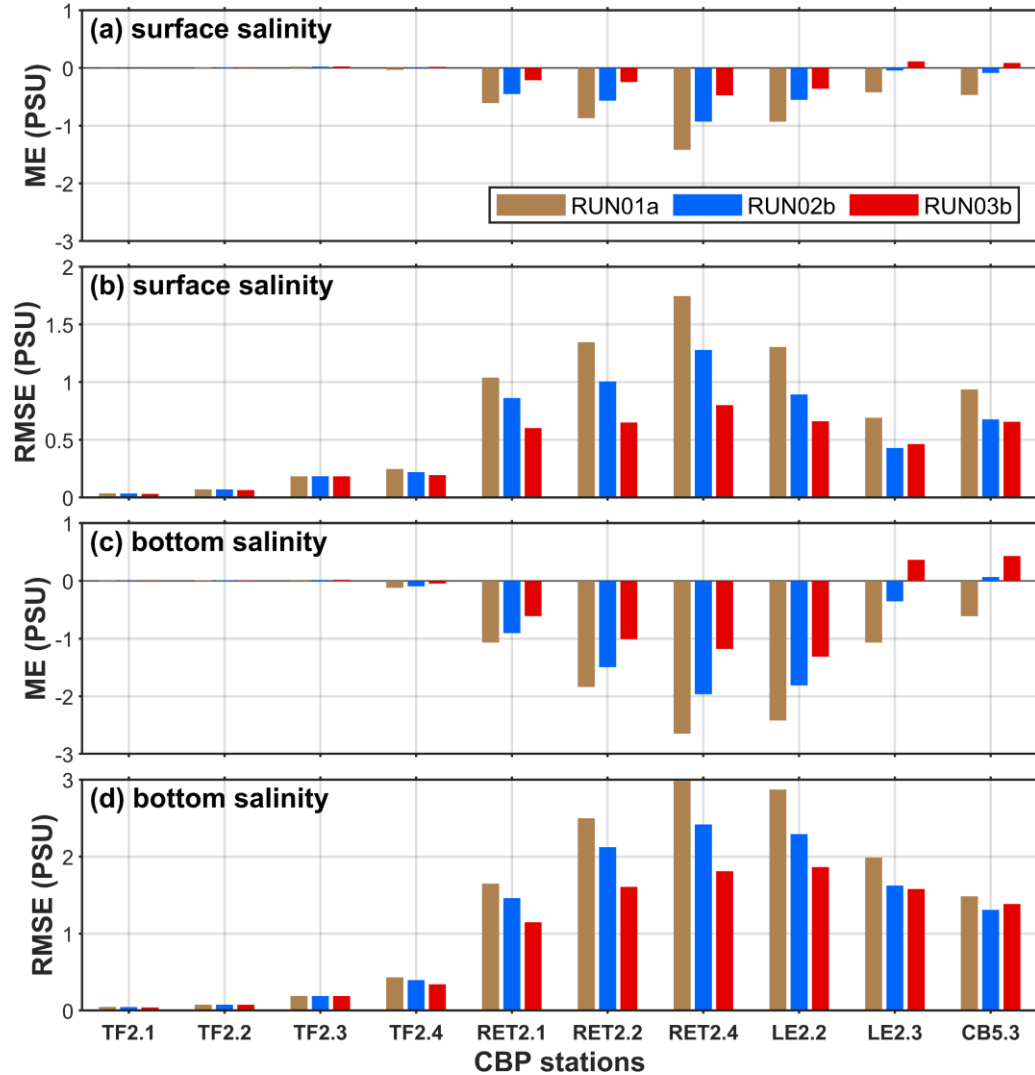 (a) surface salinity
ME (PSU)
1
0
-1
-2
-3
RUN01a RUN02b RUN03b
(b) surface salinity
RMSE (PSU)
2
1.5
1
0.5
0
(c) bottom salinity
ME (PSU)
1
0
-1
-2
-3
(d) bottom salinity
RMSE (PSU)
3
2
1
0
TF2.1 TF2.2 TF2.3 TF2.4 RET2.1 RET2.2 RET2.4 LE2.2 LE2.3 CB5.3
CBP stations